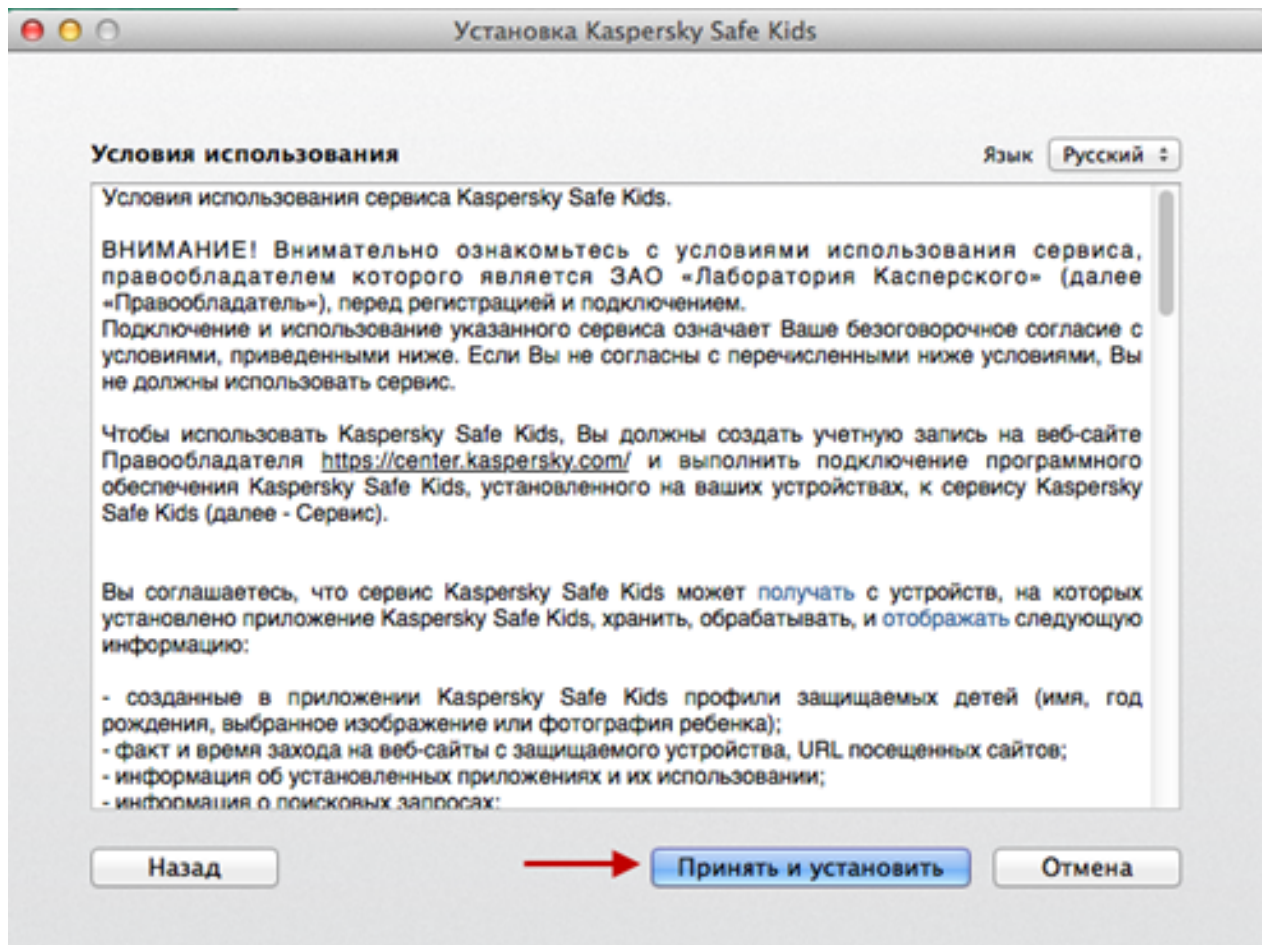 Установка Kaspersky Safe Kids
Условия использования
Язык Русский
Условия использования сервиса Kaspersky Safe Kids.
ВНИМАНИЕ! Внимательно ознакомьтесь с условиями использования сервиса,
правообладателем которого является ЗАО «Лаборатория Касперского» (далее
«Правообладатель»), перед регистрацией и подключением.
Подключение и использование указанного сервиса означает Ваше безоговорочное согласие с
условиями, приведенными ниже. Если Вы не согласны с перечисленными ниже условиями, Вы
не должны использовать сервис.
Чтобы использовать Kaspersky Safe Kids, Вы должны создать учетную запись на веб-сайте
Правообладателя https://center.kaspersky.com/ и выполнить подключение программного
обеспечения Kaspersky Safe Kids, установленного на ваших устройствах, к сервису Kaspersky
Safe Kids (далее - Сервис).
Вы соглашаетесь, что сервис Kaspersky Safe Kids может получать с устройств, на которых
установлено приложение Kaspersky Safe Kids, хранить, обрабатывать, и отображать следующую
информацию:
- созданные в приложении Kaspersky Safe Kids профили защищаемых детей (имя, год
рождения, выбранное изображение или фотография ребенка);
- факт и время захода на веб-сайты с защищаемого устройства, URL посещенных сайтов;
- информация об установленных приложениях и их использовании;
- информация о поисковых запросах;
Назад
Принять и установить
Отмена